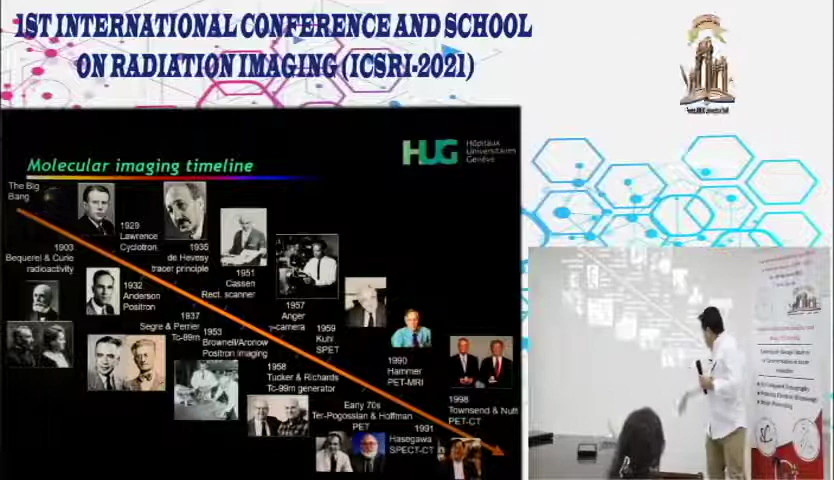 1ST INTERNATIONAL CONFERENCE AND SCHOOL
ON RADIATION IMAGING (ICSRI-2021)
HUG
Hôpitaux
Universitaires
Genève
Molecular imaging timeline
The Big
Bang
1903
Bequerel & Curie
radioactivity
1929
Lawrence
Cyclotron
1932
Anderson
Positron
1935
de Hevesy
tracer principle
1937
Segre & Perrier
Tc-99m
1951
Cassen
Rect. scanner
1953
Brownell/Aronow
Positron imaging
1957
Anger
γ-camera
1958
Tucker & Richards
Tc-99m generator
1959
Kuhl
SPET
Early 70s
Ter-Pogossian & Hoffman
PET
1990
Hammer
PET-MRI
1991
Hasegawa
SPECT-CT
1998
Townsend & Nutt
PET-CT